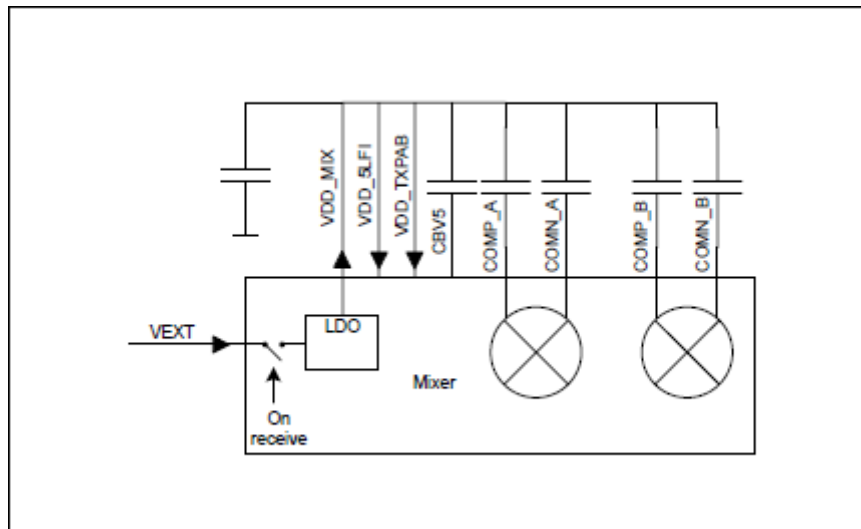 VDD_MIX
VDD_5LFI
VDD_TXPAB
CBV5
COMP_A
COMN_A
COMP_B
COMN_B
VEXT
LDO
Mixer
On
receive